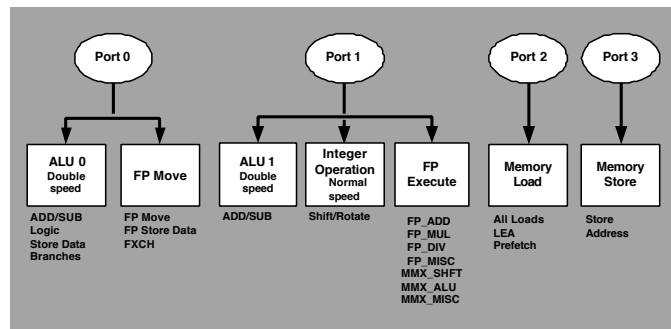 Port 0
Port 1
Port 2
Port 3
ALU 0
Double
speed
FP Move
ALU 1
Double
speed
Integer
Operation
Normal
speed
FP
Execute
Memory
Load
Memory
Store
ADD/SUB
Logic
Store Data
Branches
FP Move
FP Store Data
FXCH
ADD/SUB
Shift/Rotate
FP_ADD
FP_MUL
FP_DIV
FP_MISC
MMX_SHFT
MMX_ALU
MMX_MISC
All Loads
LEA
Prefetch
Store
Address